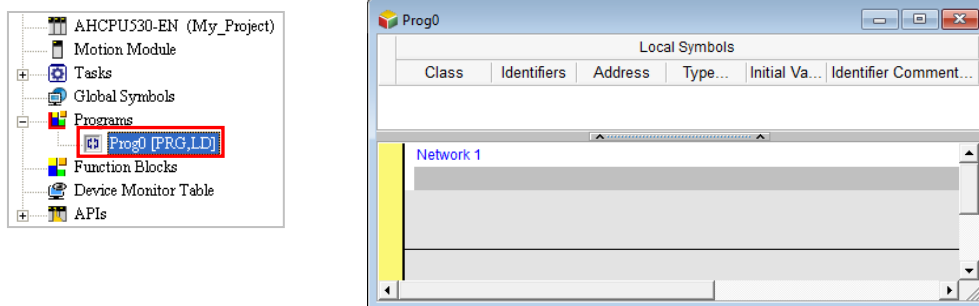 AHCPU530-EN (My_Project)
Motion Module
Tasks
Global Symbols
Programs
Prog0 [PRG,LD]
Function Blocks
Device Monitor Table
APIs
Prog0
Local Symbols
Class Identifiers Address Type... Initial Va... Identifier Comment...
Network 1